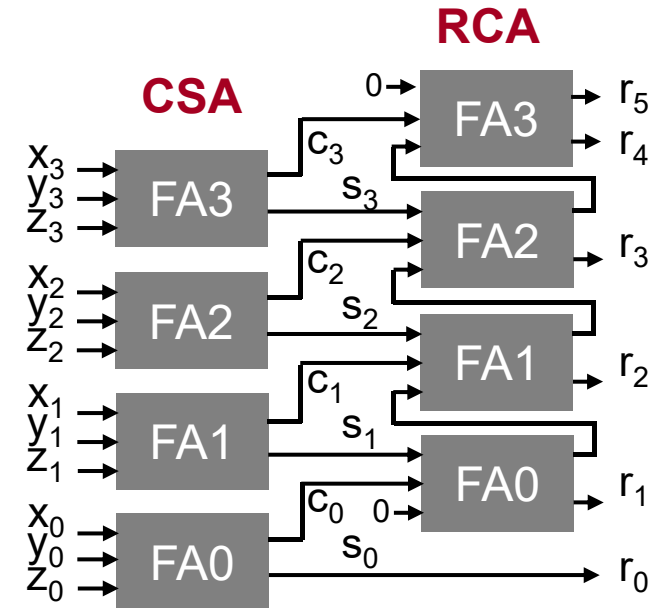 RCA
CSA
0
FA3
r5
r4
x3
y3
z3
FA3
c3
s3
FA2
r3
x2
y2
z2
FA2
c2
s2
FA1
r2
x1
y1
z1
FA1
c1
s1
FA0
r1
x0
y0
z0
FA0
c0
0
s0
r0